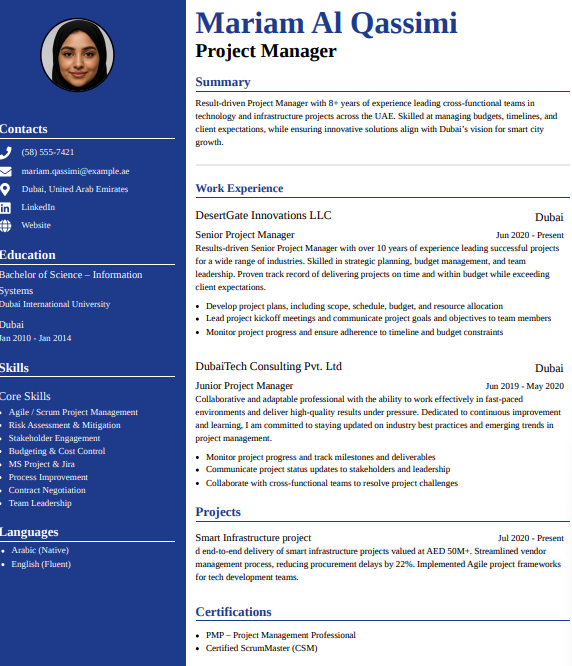 Mariam Al Qassimi
Project Manager
Contacts
(58) 555-7421
mariam.qassimi@example.ae
Dubai, United Arab Emirates
LinkedIn
Website
Education
Bachelor of Science – Information
Systems
Dubai International University
Dubai
Jan 2010 - Jan 2014
Skills
Core Skills
• Agile / Scrum Project Management
• Risk Assessment & Mitigation
• Stakeholder Engagement
• Budgeting & Cost Control
• MS Project & Jira
• Process Improvement
• Contract Negotiation
• Team Leadership
Languages
• Arabic (Native)
• English (Fluent)
Summary
Result-driven Project Manager with 8+ years of experience leading cross-functional teams in
technology and infrastructure projects across the UAE. Skilled at managing budgets, timelines, and
client expectations, while ensuring innovative solutions align with Dubai's vision for smart city
growth.
Work Experience
DesertGate Innovations LLC Dubai
Senior Project Manager Jun 2020 - Present
Results-driven Senior Project Manager with over 10 years of experience leading successful projects
for a wide range of industries. Skilled in strategic planning, budget management, and team
leadership. Proven track record of delivering projects on time and within budget while exceeding
client expectations.
• Develop project plans, including scope, schedule, budget, and resource allocation
• Lead project kickoff meetings and communicate project goals and objectives to team members
• Monitor project progress and ensure adherence to timeline and budget constraints
DubaiTech Consulting Pvt. Ltd Dubai
Junior Project Manager Jun 2019 - May 2020
Collaborative and adaptable professional with the ability to work effectively in fast-paced
environments and deliver high-quality results under pressure. Dedicated to continuous improvement
and learning, I am committed to staying updated on industry best practices and emerging trends in
project management.
• Monitor project progress and track milestones and deliverables
• Communicate project status updates to stakeholders and leadership
• Collaborate with cross-functional teams to resolve project challenges
Projects
Smart Infrastructure project Jul 2020 - Present
d end-to-end delivery of smart infrastructure projects valued at AED 50M+. Streamlined vendor
management process, reducing procurement delays by 22%. Implemented Agile project frameworks
for tech development teams.
Certifications
• PMP – Project Management Professional
• Certified ScrumMaster (CSM)